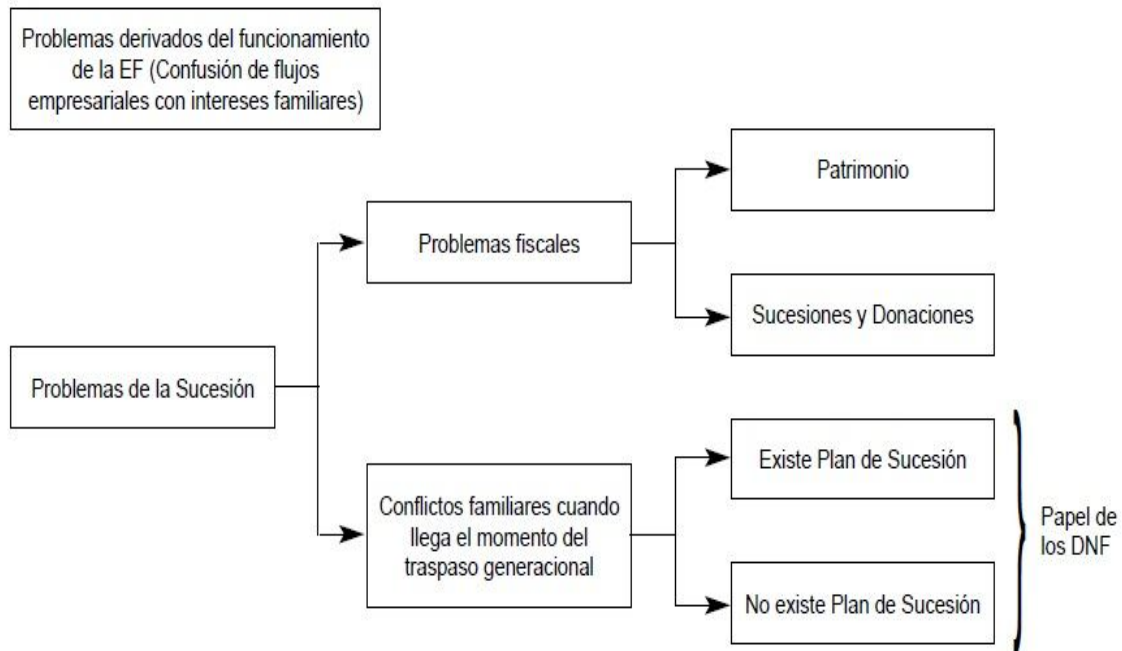 Problemas derivados del funcionamiento
de la EF (Confusión de flujos
empresariales con intereses familiares)
Patrimonio
Problemas fiscales
Sucesiones y Donaciones
Problemas de la Sucesión
Existe Plan de Sucesión
Conflictos familiares cuando
llega el momento del
traspaso generacional
Papel de
los DNF
No existe Plan de Sucesión